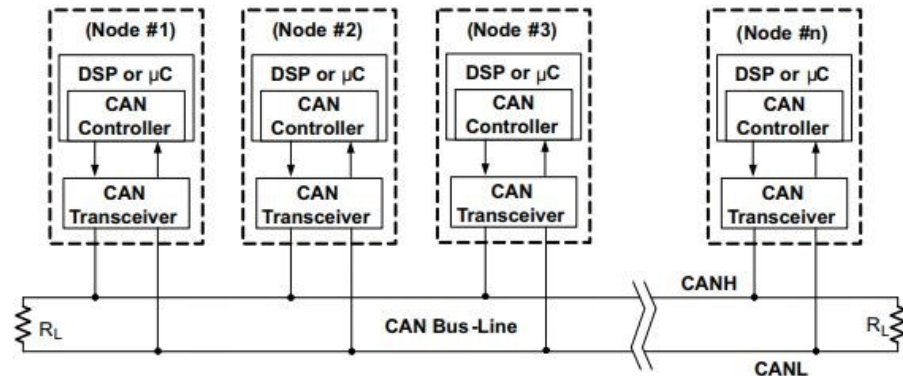 (Node #1)
DSP or μC
CAN
Controller
CAN
Transceiver
(Node #2)
DSP or μC
CAN
Controller
CAN
Transceiver
(Node #3)
DSP or μC
CAN
Controller
CAN
Transceiver
(Node #n)
DSP or μC
CAN
Controller
CAN
Transceiver
CANH
RL
CAN Bus-Line
RL
CANL